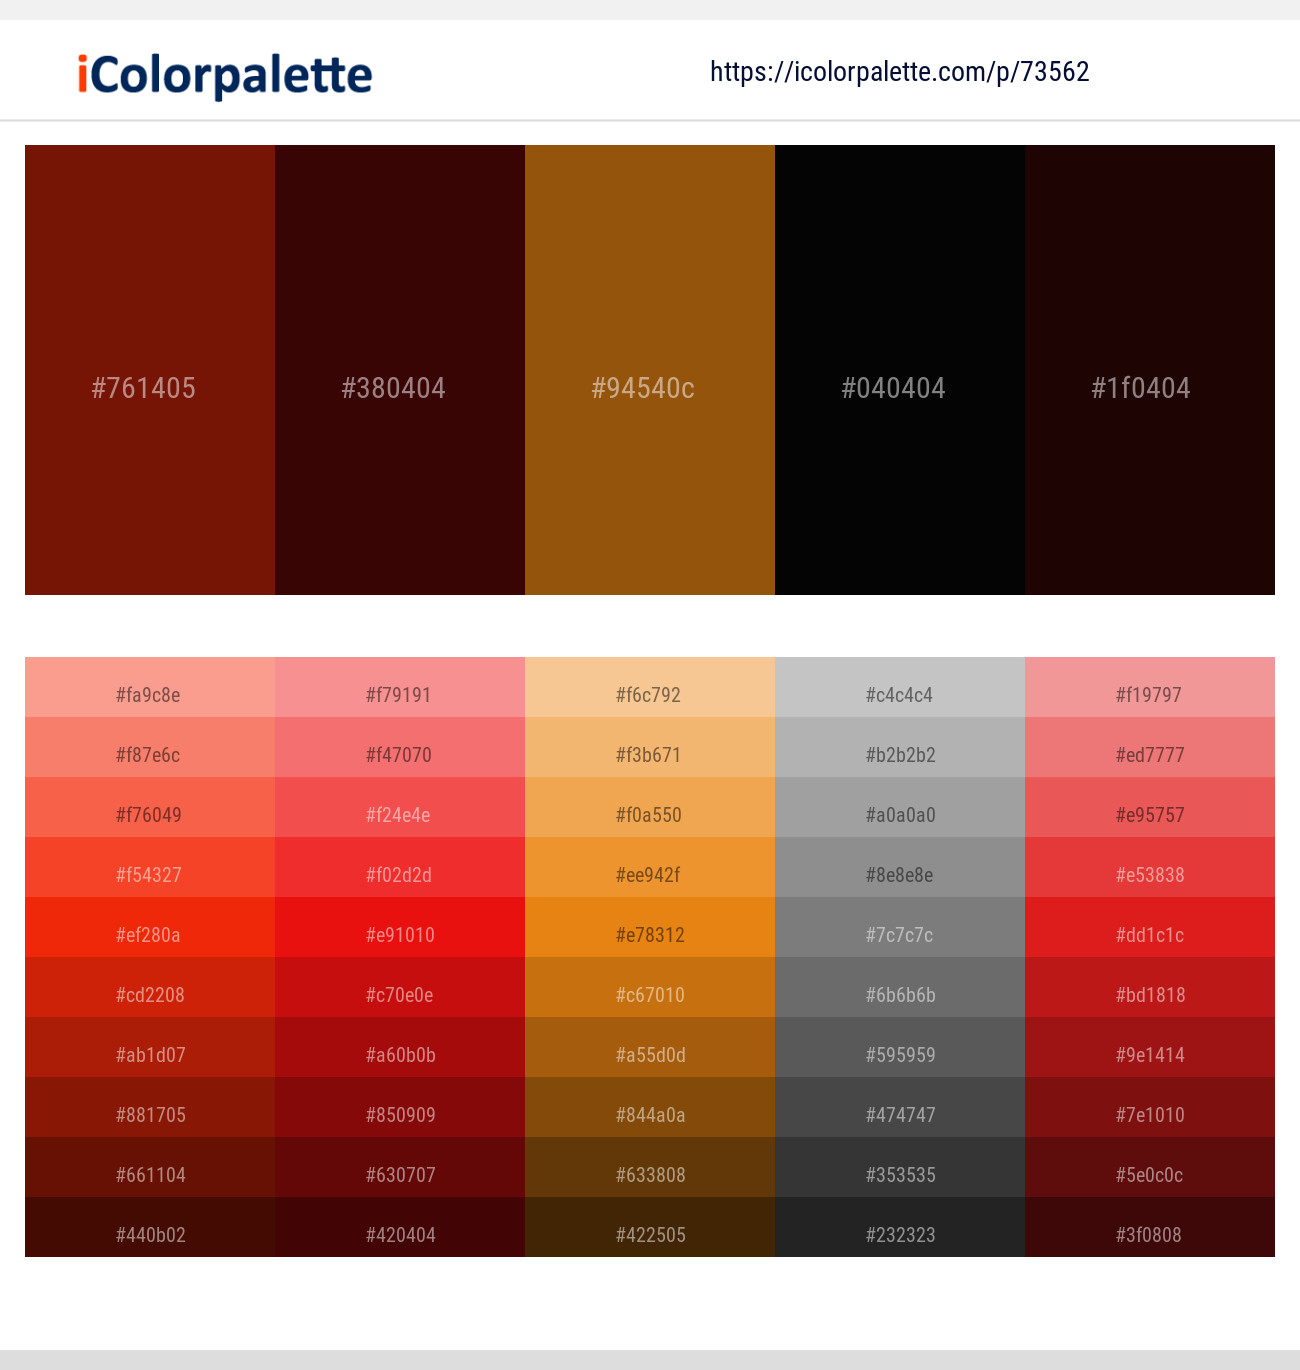 iColorpalette
https://icolorpalette.com/p/73562
#761405 #380404 #94540c #040404 #1f0404
#fa9c8e #f79191 #f6c792 #c4c4c4 #f19797
#f87e6c #f47070 #f3b671 #b2b2b2 #ed7777
#f76049 #f24e4e #f0a550 #a0a0a0 #e95757
#f54327 #f02d2d #ee942f #8e8e8e #e53838
#ef280a #e91010 #e78312 #7c7c7c #dd1c1c
#cd2208 #c70e0e #c67010 #6b6b6b #bd1818
#ab1d07 #a60b0b #a55d0d #595959 #9e1414
#881705 #850909 #844a0a #474747 #7e1010
#661104 #630707 #633808 #353535 #5e0c0c
#440b02 #420404 #422505 #232323 #3f0808